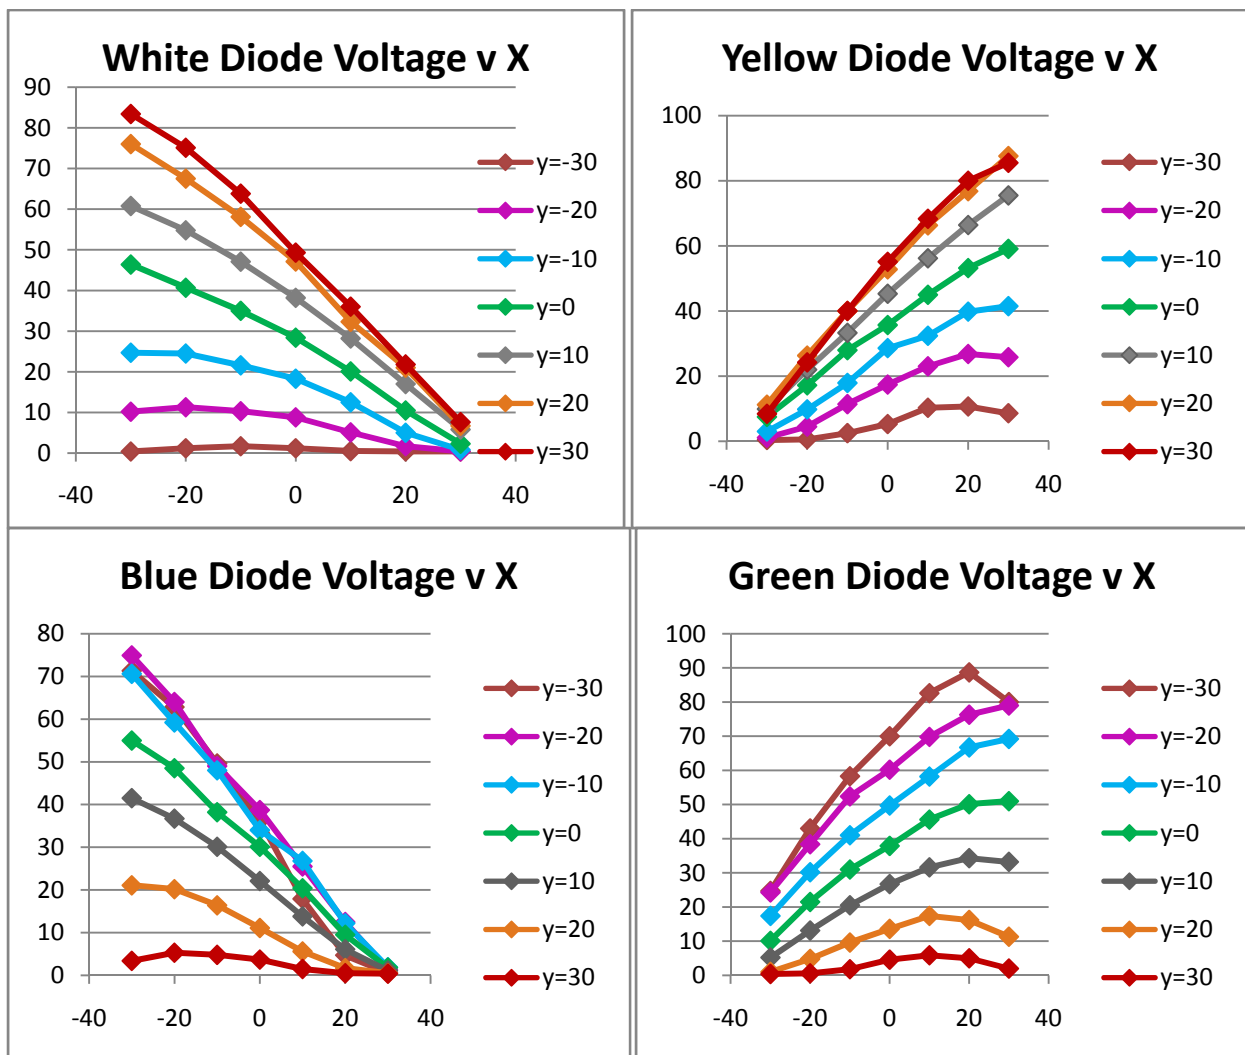 White Diode Voltage v X
90
80
70
60
50
40
30
20
10
0
-40
-20
0
20
40
y=-30
y=-20
y=-10
y=0
y=10
y=20
y=30
Yellow Diode Voltage v X
100
80
60
40
20
0
-40
-20
0
20
40
y=-30
y=-20
y=-10
y=0
y=10
y=20
y=30
Blue Diode Voltage v X
80
70
60
50
40
30
20
10
0
-40
-20
0
20
40
y=-30
y=-20
y=-10
y=0
y=10
y=20
y=30
Green Diode Voltage v X
100
90
80
70
60
50
40
30
20
10
0
-40
-20
0
20
40
y=-30
y=-20
y=-10
y=0
y=10
y=20
y=30